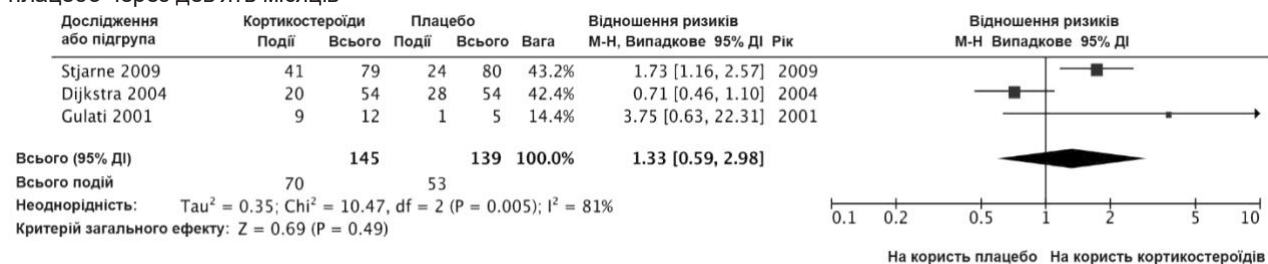 плацебо через дев'ять місяців
Дослідження Кортикостероїди Плацебо Відношення ризиків Відношення ризиків
або підгрупа Події Всього Події Всього Вага М-Н, Випадкове 95% ДІ Рік М-Н Випадкове 95% ДІ
Stjarne 2009 41 79 24 80 43.2% 1.73 [1.16, 2.57] 2009
Dijkstra 2004 20 54 28 54 42.4% 0.71 [0.46, 1.10] 2004
Gulati 2001 9 12 1 5 14.4% 3.75 [0.63, 22.31] 2001
Всього (95% ДІ) 145 139 100.0% 1.33 [0.59, 2.98]
Всього подій 70 53
Неоднорідність: Tau² = 0.35; Chi² = 10.47, df = 2 (P = 0.005); I² = 81%
Критерій загального ефекту: Z = 0.69 (P = 0.49)
0.1 0.2 0.5 1 2 5 10
На користь плацебо На користь кортикостероїдів